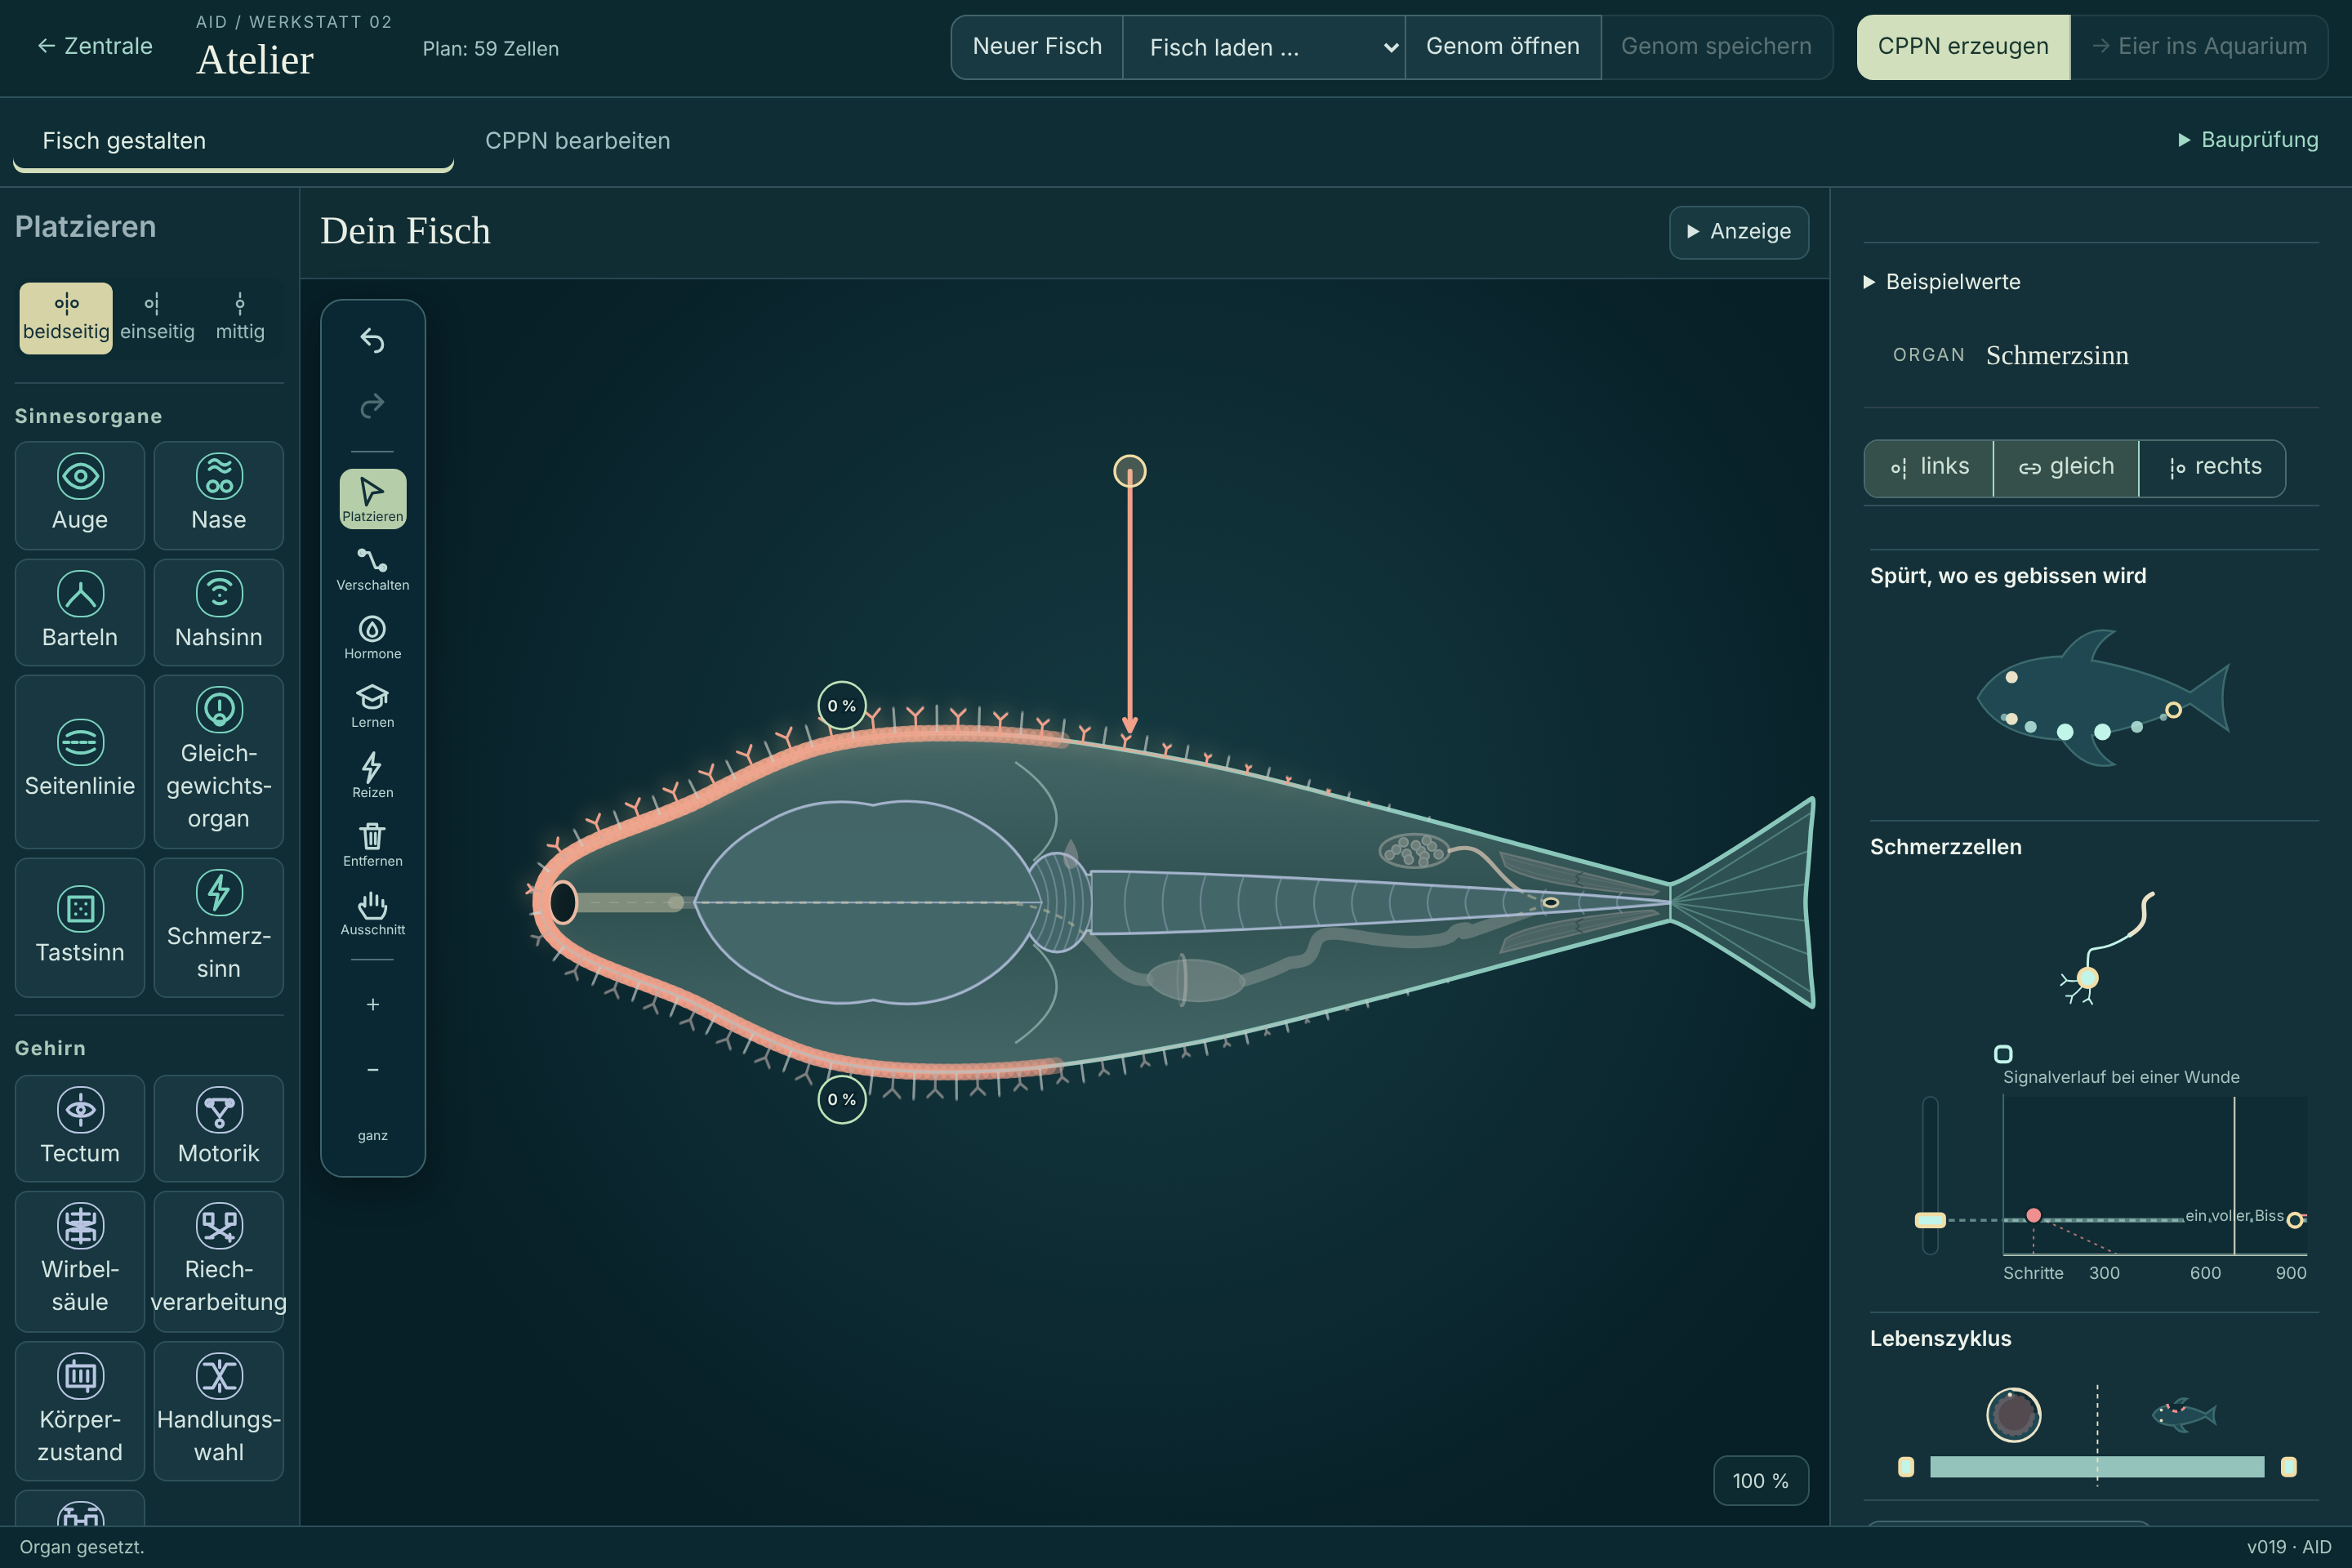 ← Zentrale
AID / WERKSTATT 02
Atelier
Plan: 59 Zellen
Neuer Fisch
Fisch laden ...
Genom öffnen
Genom speichern
CPPN erzeugen
→ Eier ins Aquarium
Fisch gestalten
CPPN bearbeiten
Bauprüfung
Platzieren
beidseitig
einseitig
mittig
Sinnesorgane
Auge
Nase
Barteln
Nahsinn
Seitenlinie
Gleich-
gewichts-
organ
Tastsinn
Schmerz-
sinn
Gehirn
Tectum
Motorik
Wirbel-
säule
Riech-
verarbeitung
Körper-
zustand
Handlungs-
wahl
Dein Fisch
Anzeige
Platzieren
Verschalten
Hormone
Lernen
Reizen
Entfernen
Ausschnitt
+
−
ganz
0 %
0 %
100 %
Beispielwerte
ORGAN Schmerzsinn
links
gleich
rechts
Spürt, wo es gebissen wird
Schmerzzellen
Signalverlauf bei einer Wunde
ein voller Biss
Schritte 300 600 900
Lebenszyklus
Organ gesetzt.
v019 · AID